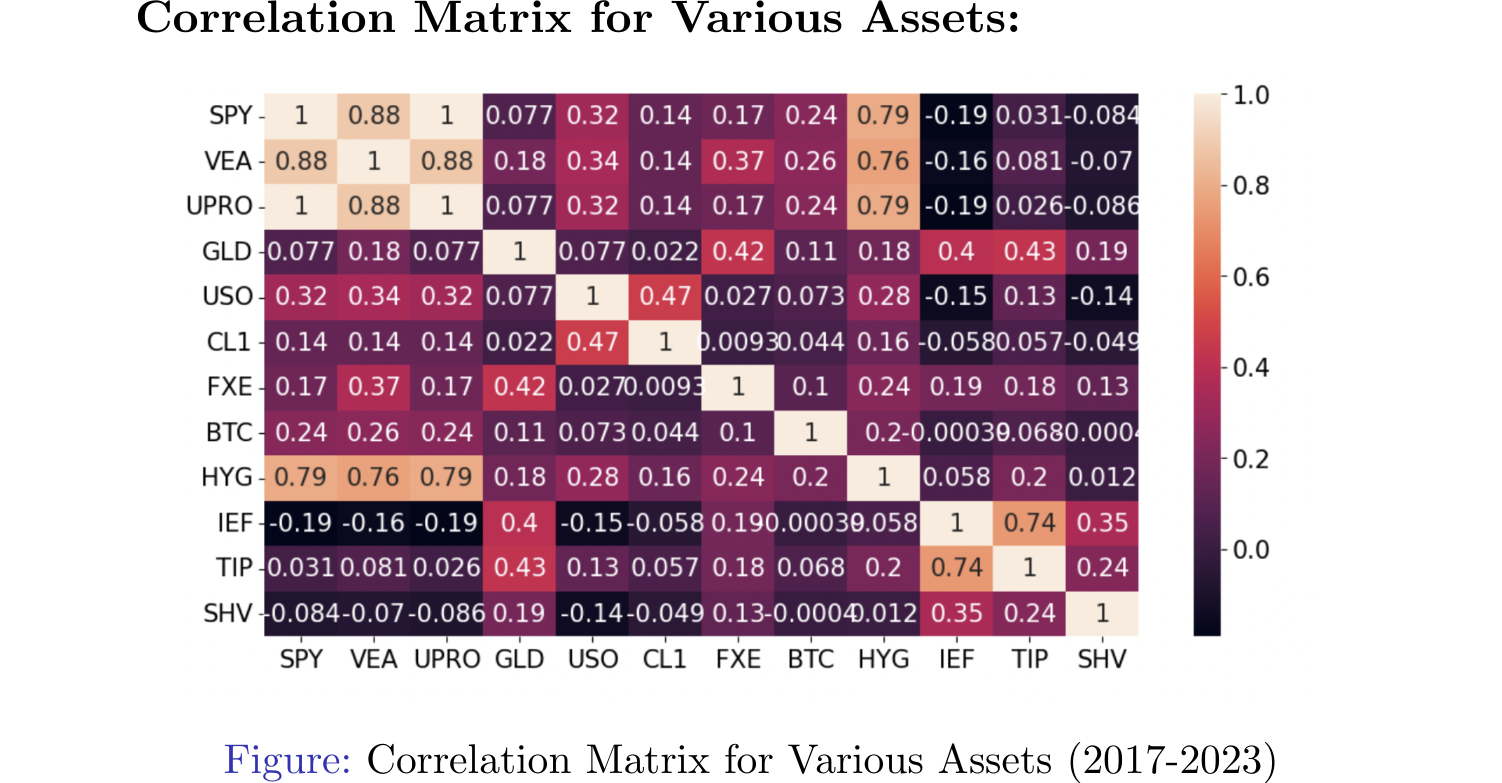 Correlation Matrix for Various Assets:
SPY 1 0.88 1 0.077 0.32 0.14 0.17 0.24 0.79 -0.19 0.031 -0.084 1.0
VEA 0.88 1 0.88 0.18 0.34 0.14 0.37 0.26 0.76 -0.16 0.081 -0.07 0.8
UPRO 1 0.88 1 0.077 0.32 0.14 0.17 0.24 0.79 -0.19 0.026 -0.086
GLD 0.077 0.18 0.077 1 0.077 0.022 0.42 0.11 0.18 0.4 0.43 0.19 0.6
USO 0.32 0.34 0.32 0.077 1 0.47 0.027 0.073 0.28 -0.15 0.13 -0.14
CL1 0.14 0.14 0.14 0.022 0.47 1 0.0093 0.044 0.16 -0.058 0.057 -0.049 0.4
FXE 0.17 0.37 0.17 0.42 0.027 0.0093 1 0.1 0.24 0.19 0.18 0.13
BTC 0.24 0.26 0.24 0.11 0.073 0.044 0.1 1 0.2 -0.00039 0.068 -0.0004 0.2
HYG 0.79 0.76 0.79 0.18 0.28 0.16 0.24 0.2 1 0.058 0.2 0.012
IEF -0.19 -0.16 -0.19 0.4 -0.15 -0.058 0.19 -0.00039 0.058 1 0.74 0.35 0.0
TIP 0.031 0.081 0.026 0.43 0.13 0.057 0.18 0.068 0.2 0.74 1 0.24
SHV -0.084 -0.07 -0.086 0.19 -0.14 -0.049 0.13 -0.0004 0.012 0.35 0.24 1
SPY VEA UPRO GLD USO CL1 FXE BTC HYG IEF TIP SHV
Figure: Correlation Matrix for Various Assets (2017-2023)